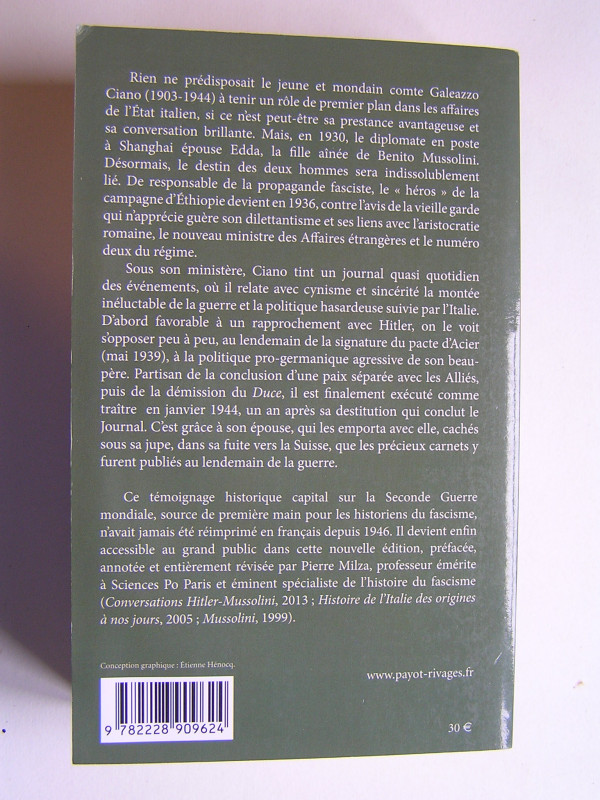 Rien ne prédisposait le jeune et mondain comte Galeazzo
Ciano (1903-1944) à tenir un rôle de premier plan dans les affaires
de l'État italien, si ce n'est peut-être sa prestance avantageuse et
sa conversation brillante. Mais, en 1930, le diplomate en poste
à Shanghai épouse Edda, la fille aînée de Benito Mussolini.
Désormais, le destin des deux hommes sera indissolublement
lié. De responsable de la propagande fasciste, le « héros » de la
campagne d'Éthiopie devient en 1936, contre l'avis de la vieille garde
qui n'apprécie guère son dilettantisme et ses liens avec l'aristocratie
romaine, le nouveau ministre des Affaires étrangères et le numéro
deux du régime.
Sous son ministère, Ciano tint un journal quasi quotidien
des événements, où il relate avec cynisme et sincérité la montée
inéluctable de la guerre et la politique hasardeuse suivie par l'Italie.
D'abord favorable à un rapprochement avec Hitler, on le voit
s'opposer peu à peu, au lendemain de la signature du pacte d'Acier
(mai 1939), à la politique pro-germanique agressive de son beau-
père. Partisan de la conclusion d'une paix séparée avec les Alliés,
puis de la démission du Duce, il est finalement exécuté comme
traître en janvier 1944, un an après sa destitution qui conclut le
Journal. C'est grâce à son épouse, qui les emporta avec elle, cachés
sous sa jupe, dans sa fuite vers la Suisse, que les précieux carnets y
furent publiés au lendemain de la guerre.
Ce témoignage historique capital sur la Seconde Guerre
mondiale, source de première main pour les historiens du fascisme,
n'avait jamais été réimprimé en français depuis 1946. Il devient enfin
accessible au grand public dans cette nouvelle édition, préfacée,
annotée et entièrement révisée par Pierre Milza, professeur émérite
à Sciences Po Paris et éminent spécialiste de l'histoire du fascisme
(Conversations Hitler-Mussolini, 2013 ; Histoire de l'Italie des origines
à nos jours, 2005 ; Mussolini, 1999).
Conception graphique : Étienne Hénocq.
www.payot-rivages.fr
9 782228 909624
30 €